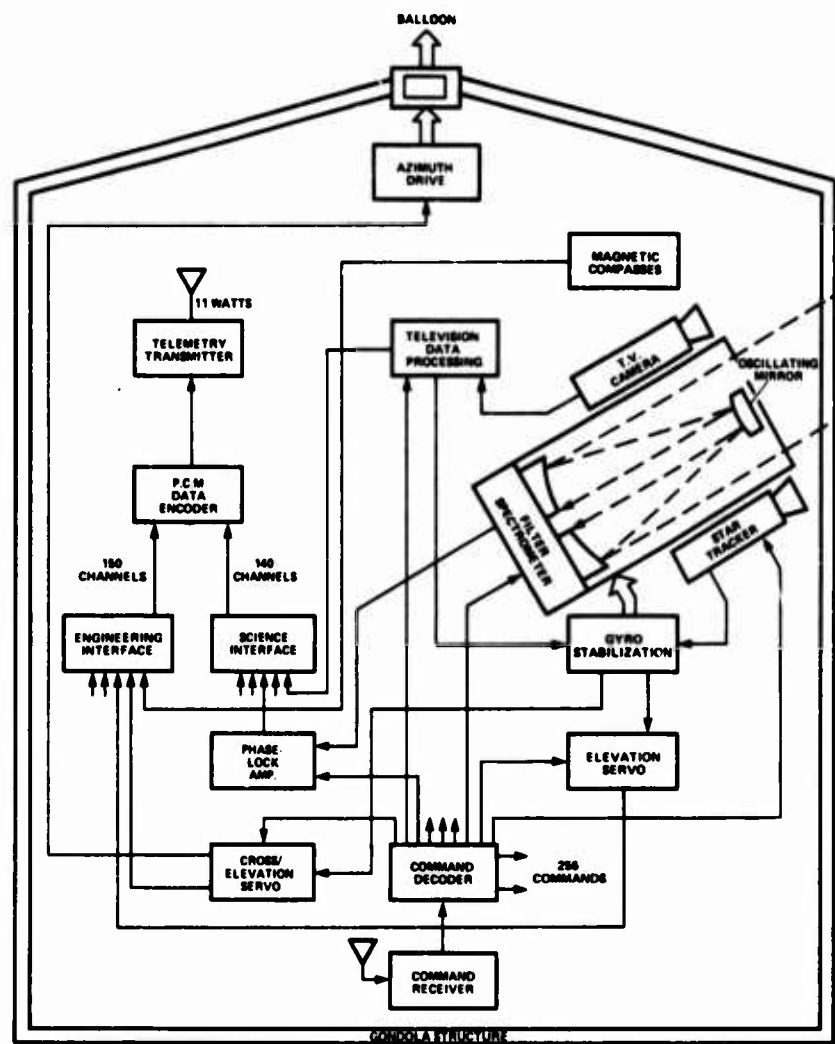 BALLOON
AZIMUTH
DRIVE
MAGNETIC
COMPASSES
11 WATTS
TELEMETRY
TRANSMITTER
TELEVISION
DATA
PROCESSING
T.V.
CAMERA
OSCILLATING
MIRROR
P.C.M
DATA
ENCODER
FILTER
SPECTROMETER
STAR
TRACKER
150
CHANNELS
140
CHANNELS
ENGINEERING
INTERFACE
SCIENCE
INTERFACE
GYRO
STABILIZATION
PHASE-
LOCK
AMP.
ELEVATION
SERVO
CROSS/
ELEVATION
SERVO
COMMAND
DECODER
256
COMMANDS
COMMAND
RECEIVER
GONDOLA STRUCTURE